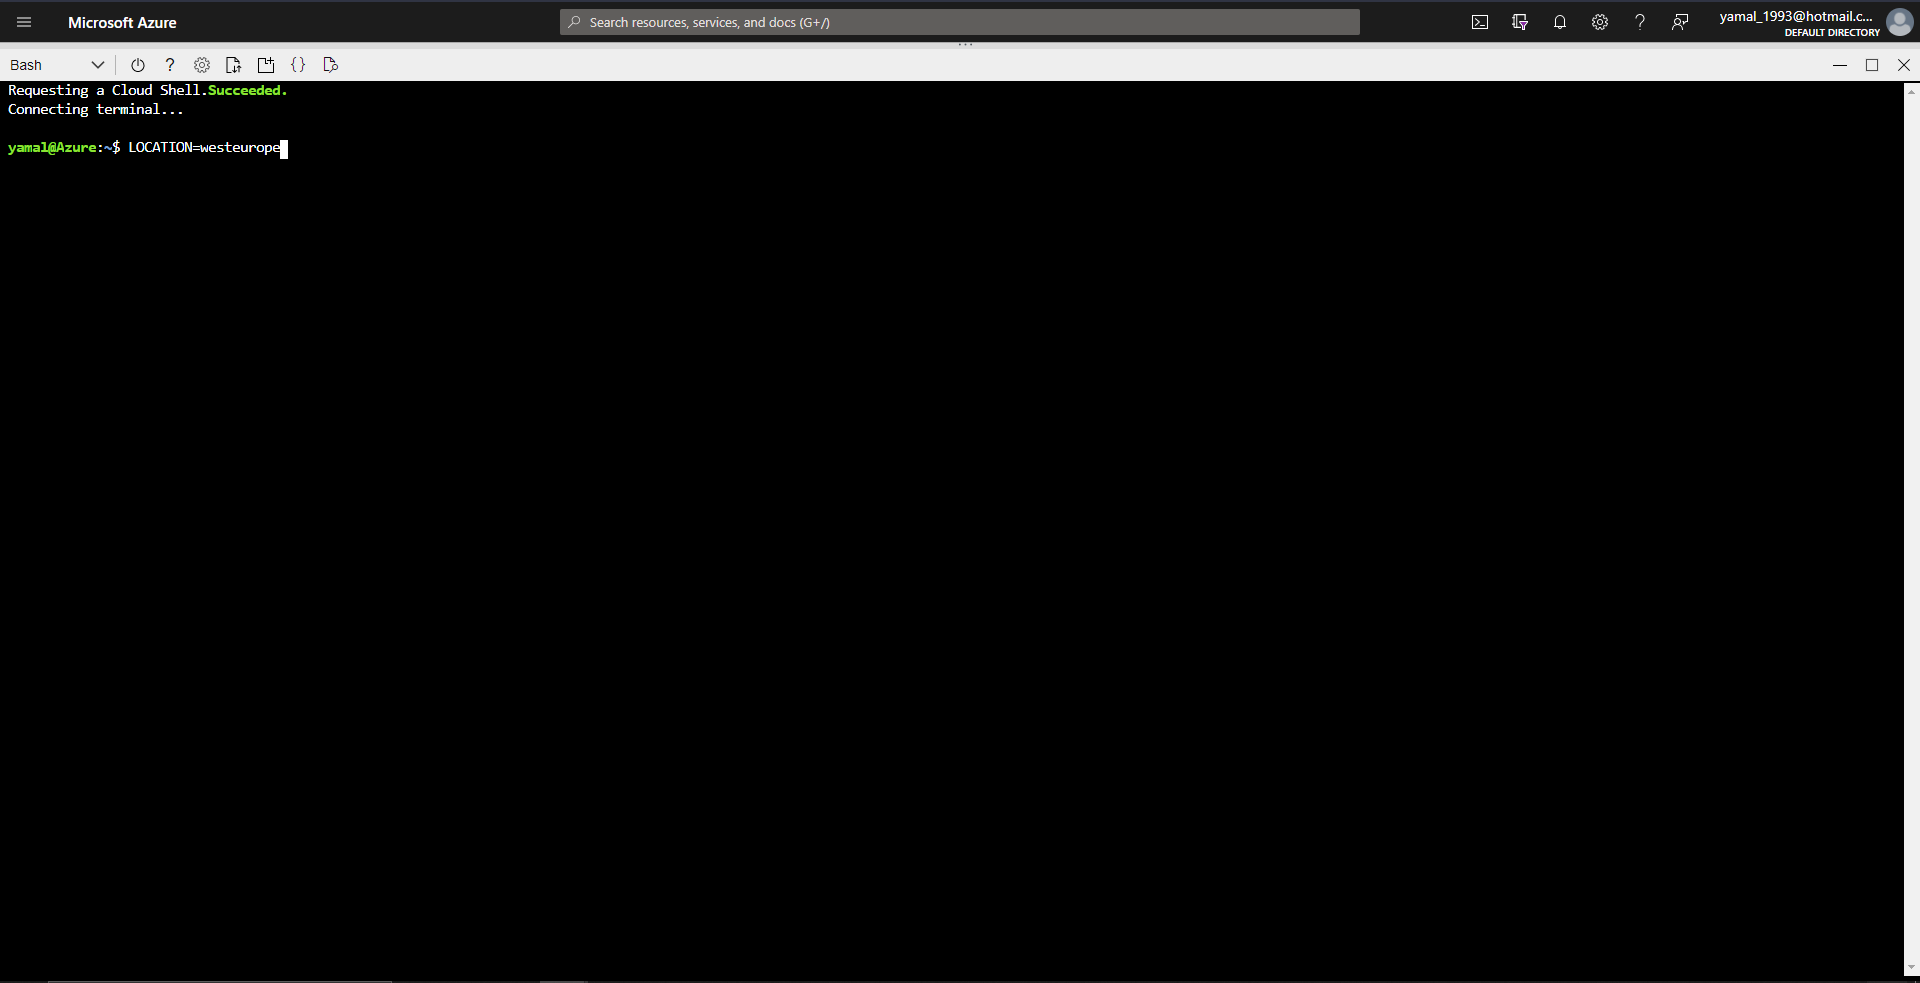 Microsoft Azure
Search resources, services, and docs (G+/)
yamal_1993@hotmail.c...
DEFAULT DIRECTORY
Bash
Requesting a Cloud Shell.Succeeded.
Connecting terminal...
yamal@Azure:~$ LOCATION=westeurope